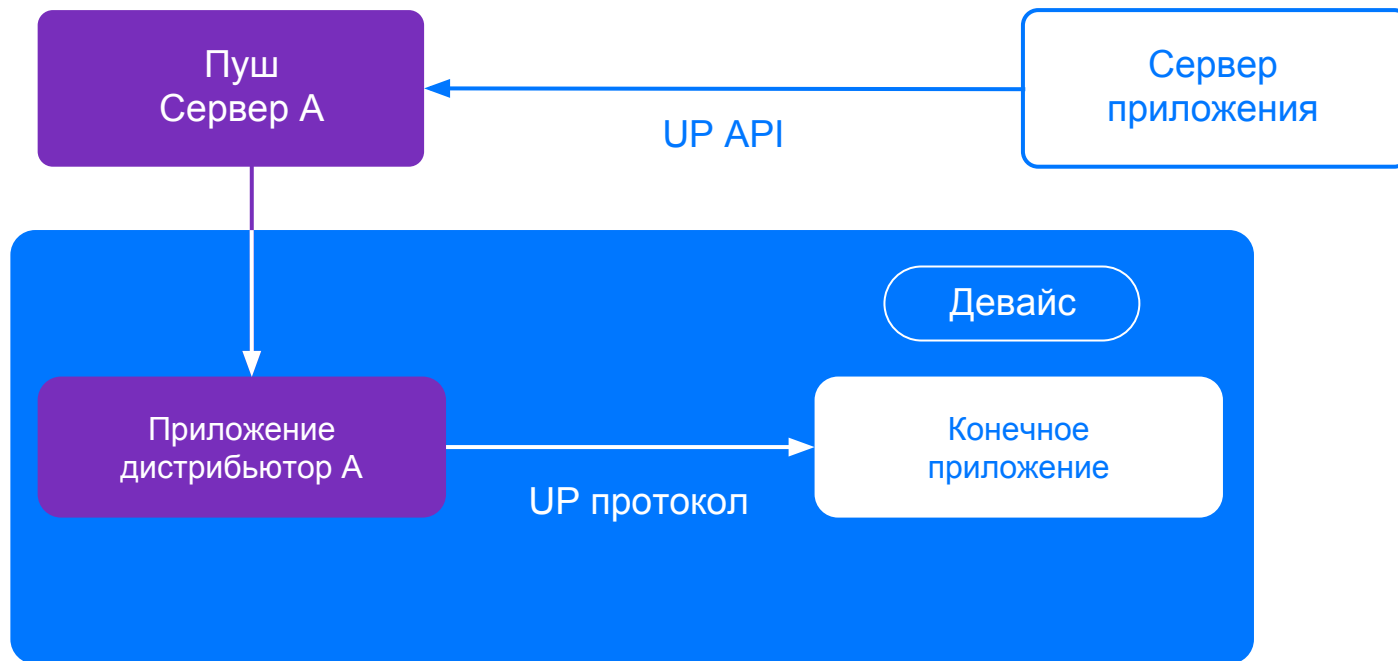 Пуш
Сервер А
Сервер
приложения
UP API
Девайс
Приложение
дистрибьютор А
Конечное
приложение
UP протокол